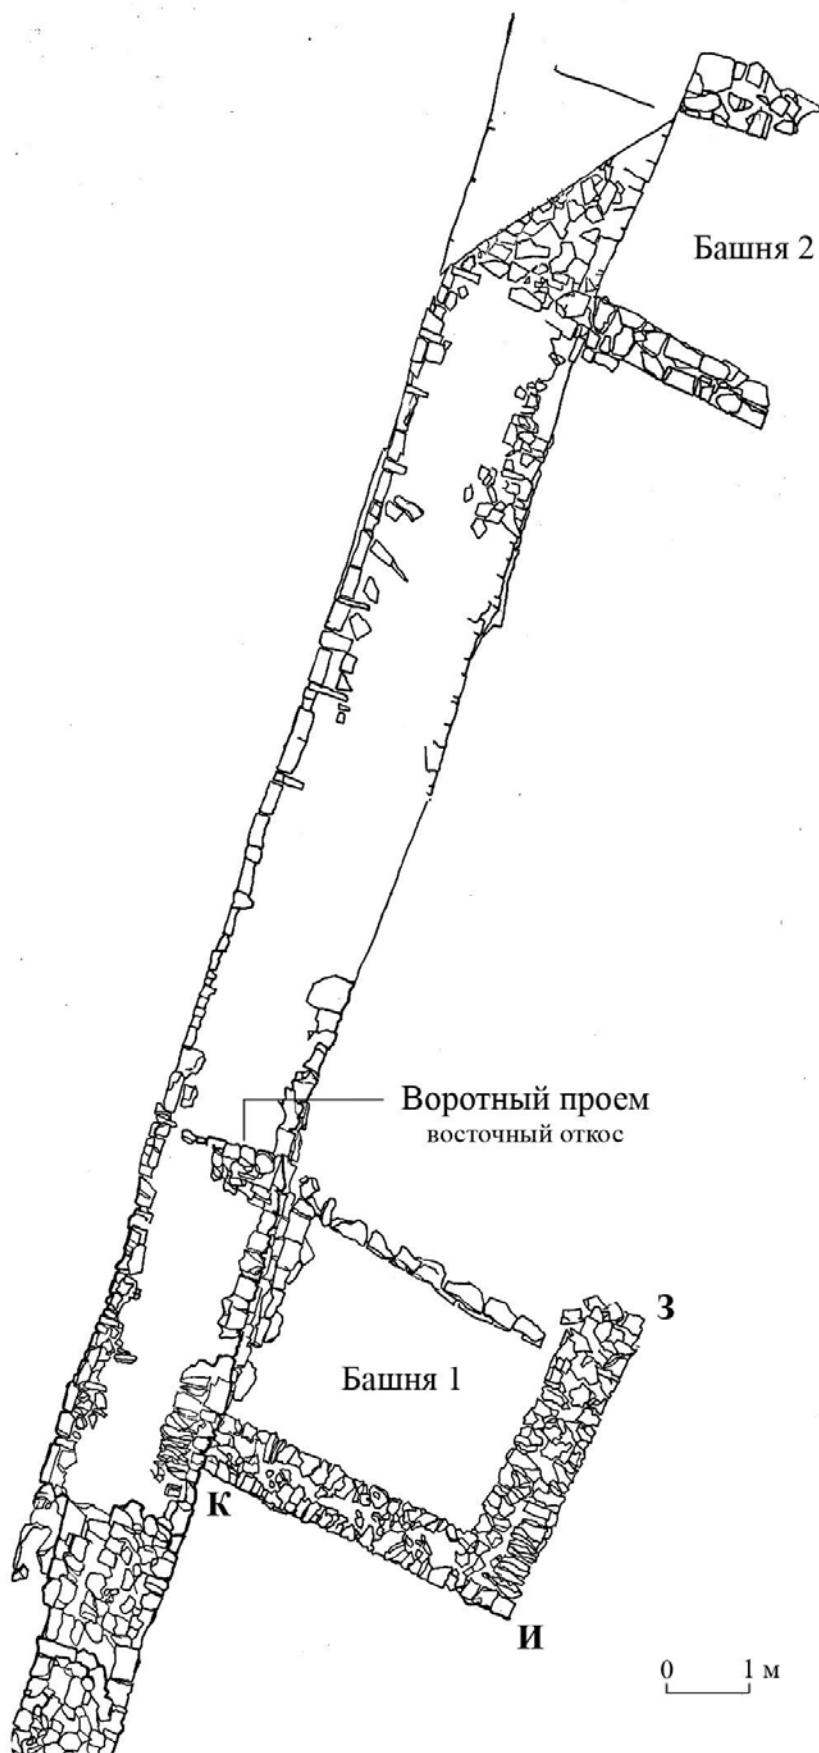 Башня 2
Воротный проем
восточный откос
З
Башня 1
К
И
0 1 м